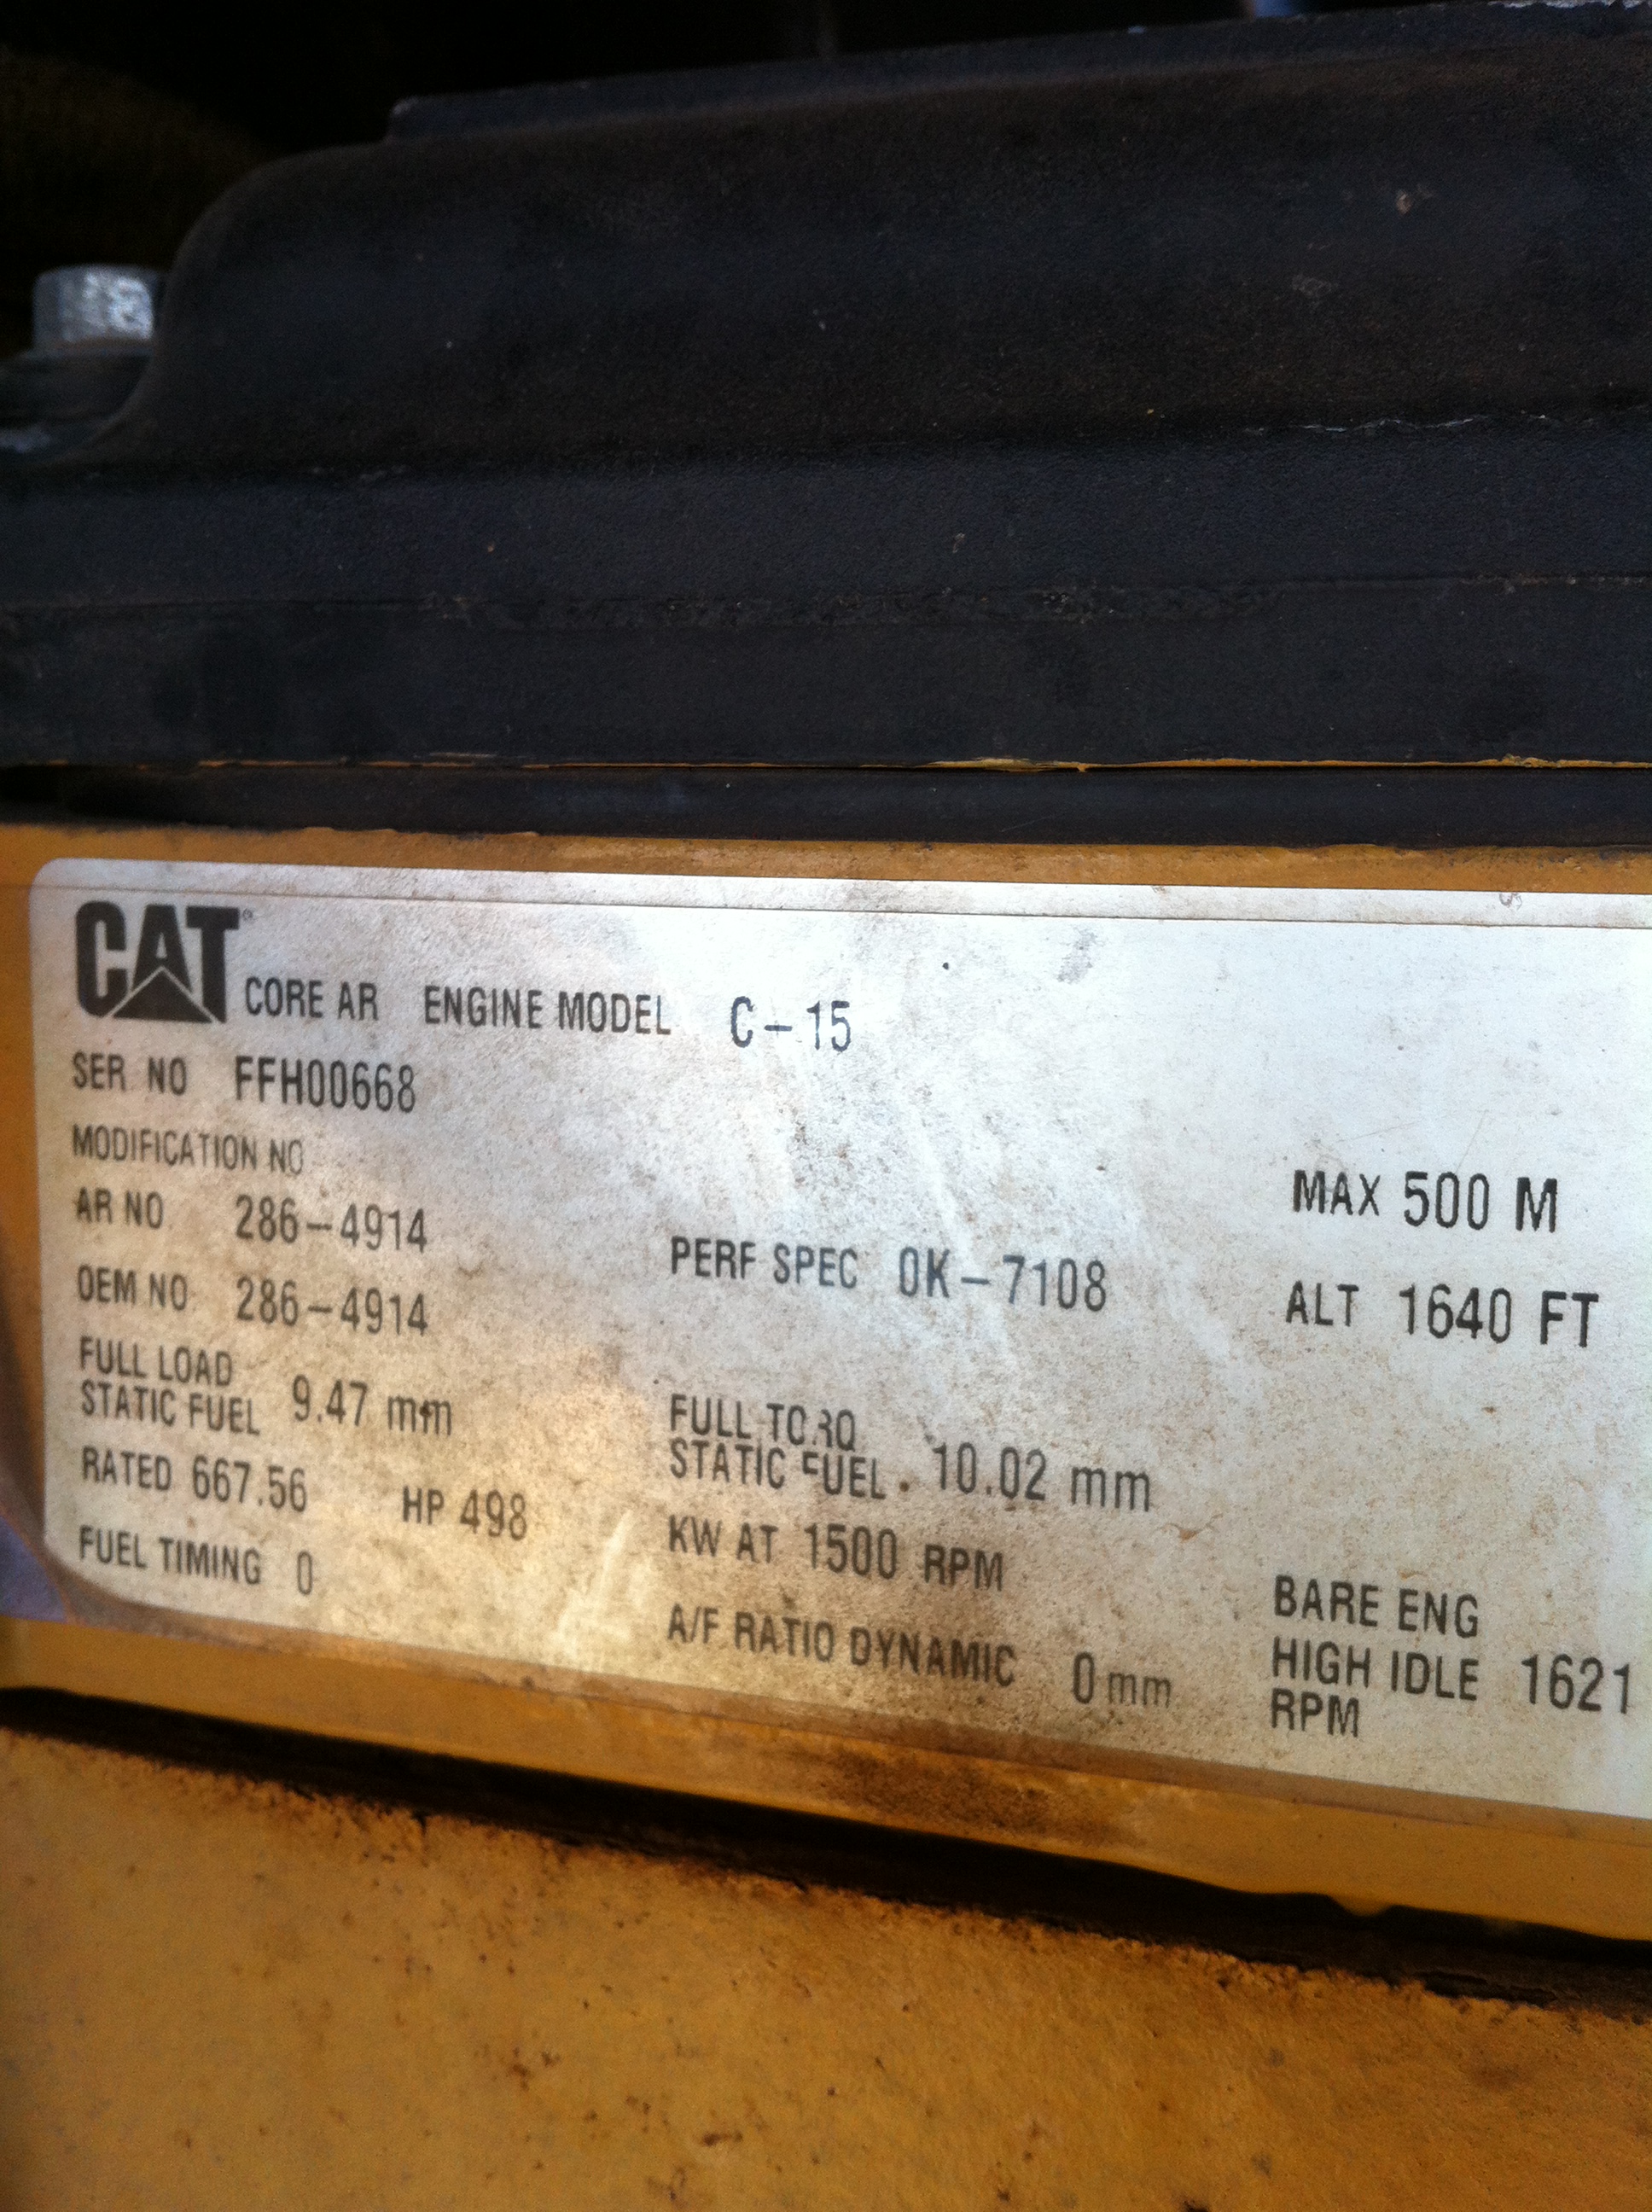 CAT® CORE AR ENGINE MODEL C-15
SER NO FFH00668
MODIFICATION NO
MAX 500 M
AR NO 286-4914
PERF SPEC 0K-7108
ALT 1640 FT
OEM NO 286-4914
FULL LOAD
STATIC FUEL 9.47 mm
FULL TORQ
STATIC FUEL 10.02 mm
RATED 667.56 HP 498 KW AT 1500 RPM
BARE ENG
HIGH IDLE 1621
RPM
FUEL TIMING 0
A/F RATIO DYNAMIC 0 mm